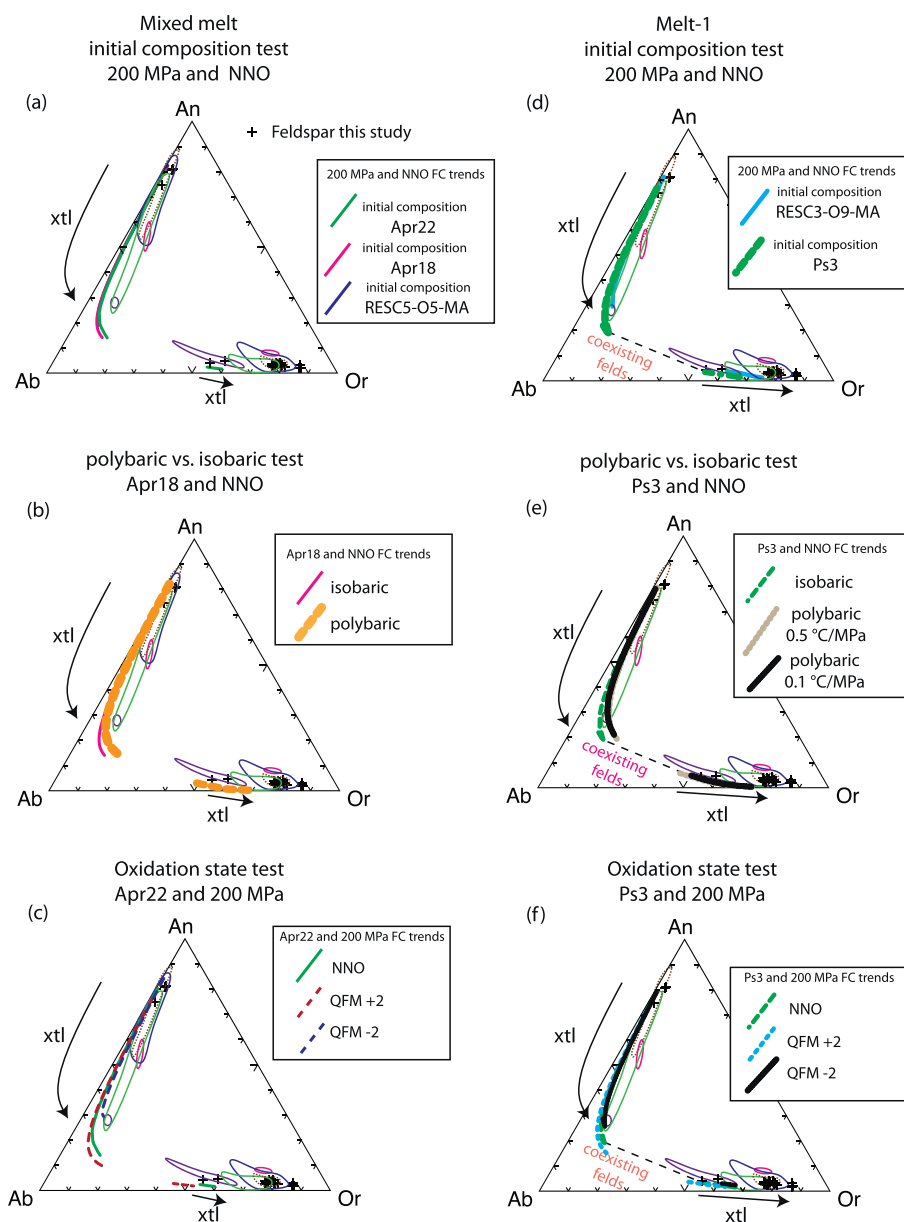 Mixed melt
initial composition test
200 MPa and NNO
(a)
An
+ Feldspar this study
xtl
200 MPa and NNO FC trends
initial composition
Apr22
initial composition
Apr18
initial composition
RESC5-O5-MA
Ab
Or
xtl
Melt-1
initial composition test
200 MPa and NNO
(d)
An
xtl
200 MPa and NNO FC trends
initial composition
RESC3-O9-MA
initial composition
Ps3
coexisting
felds.
Ab
Or
xtl
polybaric vs. isobaric test
Apr18 and NNO
(b)
An
xtl
Apr18 and NNO FC trends
isobaric
polybaric
Ab
Or
xtl
polybaric vs. isobaric test
Ps3 and NNO
(e)
An
xtl
Ps3 and NNO FC trends
isobaric
polybaric
0.5 °C/MPa
polybaric
0.1 °C/MPa
coexisting
felds.
Ab
Or
xtl
Oxidation state test
Apr22 and 200 MPa
(c)
An
xtl
Apr22 and 200 MPa FC trends
NNO
QFM +2
QFM -2
Ab
Or
xtl
Oxidation state test
Ps3 and 200 MPa
(f)
An
xtl
Ps3 and 200 MPa FC trends
NNO
QFM +2
QFM -2
coexisting
felds.
Ab
Or
xtl